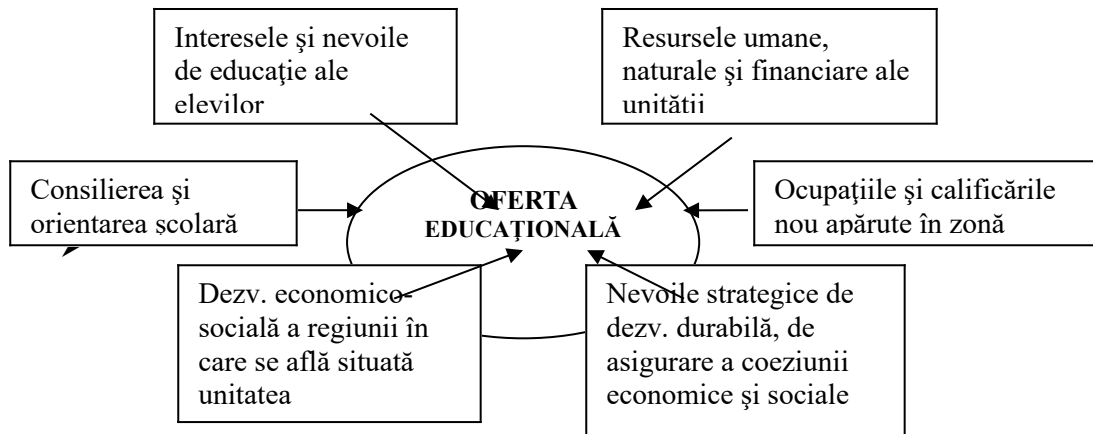 Interesele şi nevoile
de educaţie ale
elevilor
Resursele umane,
naturale şi financiare ale
unităţii
Consilierea şi
orientarea şcolară
OFERTA
EDUCAŢIONALĂ
Ocupaţiile şi calificările
nou apărute în zonă
Dezv. economico-
socială a regiunii în
care se află situată
unitatea
Nevoile strategice de
dezv. durabilă, de
asigurare a coeziunii
economice şi sociale